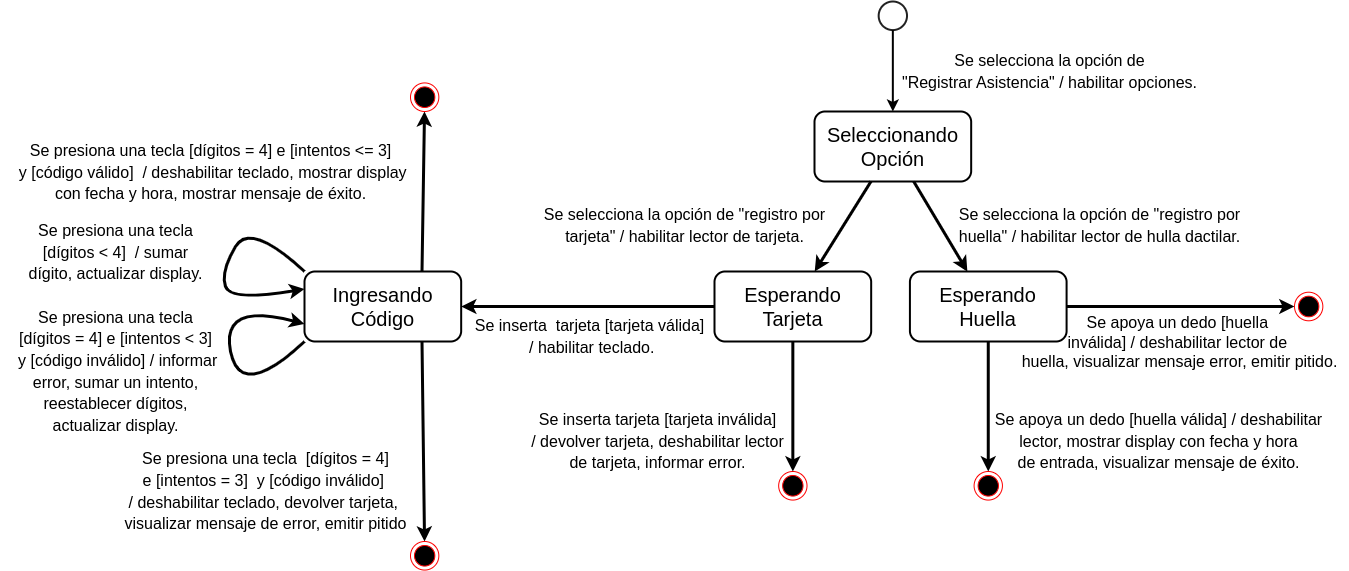 Se selecciona la opción de
"Registrar Asistencia" / habilitar opciones.
Seleccionando
Opción
Se selecciona la opción de "registro por
tarjeta" / habilitar lector de tarjeta.
Se selecciona la opción de "registro por
huella" / habilitar lector de hulla dactilar.
Se presiona una tecla [dígitos = 4] e [intentos <= 3]
y [código válido] / deshabilitar teclado, mostrar display
con fecha y hora, mostrar mensaje de éxito.
Se presiona una tecla
[dígitos < 4] / sumar
dígito, actualizar display.
Ingresando
Código
Esperando
Tarjeta
Esperando
Huella
Se inserta tarjeta [tarjeta válida]
/ habilitar teclado.
Se apoya un dedo [huella
inválida] / deshabilitar lector de
huella, visualizar mensaje error, emitir pitido.
Se presiona una tecla
[dígitos = 4] e [intentos < 3]
y [código inválido] / informar
error, sumar un intento,
reestablecer dígitos,
actualizar display.
Se inserta tarjeta [tarjeta inválida]
/ devolver tarjeta, deshabilitar lector
de tarjeta, informar error.
Se apoya un dedo [huella válida] / deshabilitar
lector, mostrar display con fecha y hora
de entrada, visualizar mensaje de éxito.
Se presiona una tecla [dígitos = 4]
e [intentos = 3] y [código inválido]
/ deshabilitar teclado, devolver tarjeta,
visualizar mensaje de error, emitir pitido